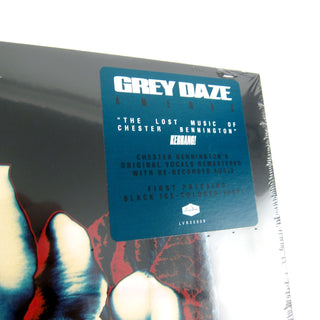 GREY DAZE
AMENDS
"THE LOST MUSIC OF
CHESTER BENNINGTON"
KERRANG!
CHESTER BENNINGTON'S
ORIGINAL VOCALS REMASTERED
WITH RE-RECORDED AUDIO
FIRST PRESSING
BLACK ICE-COLORED VINYL